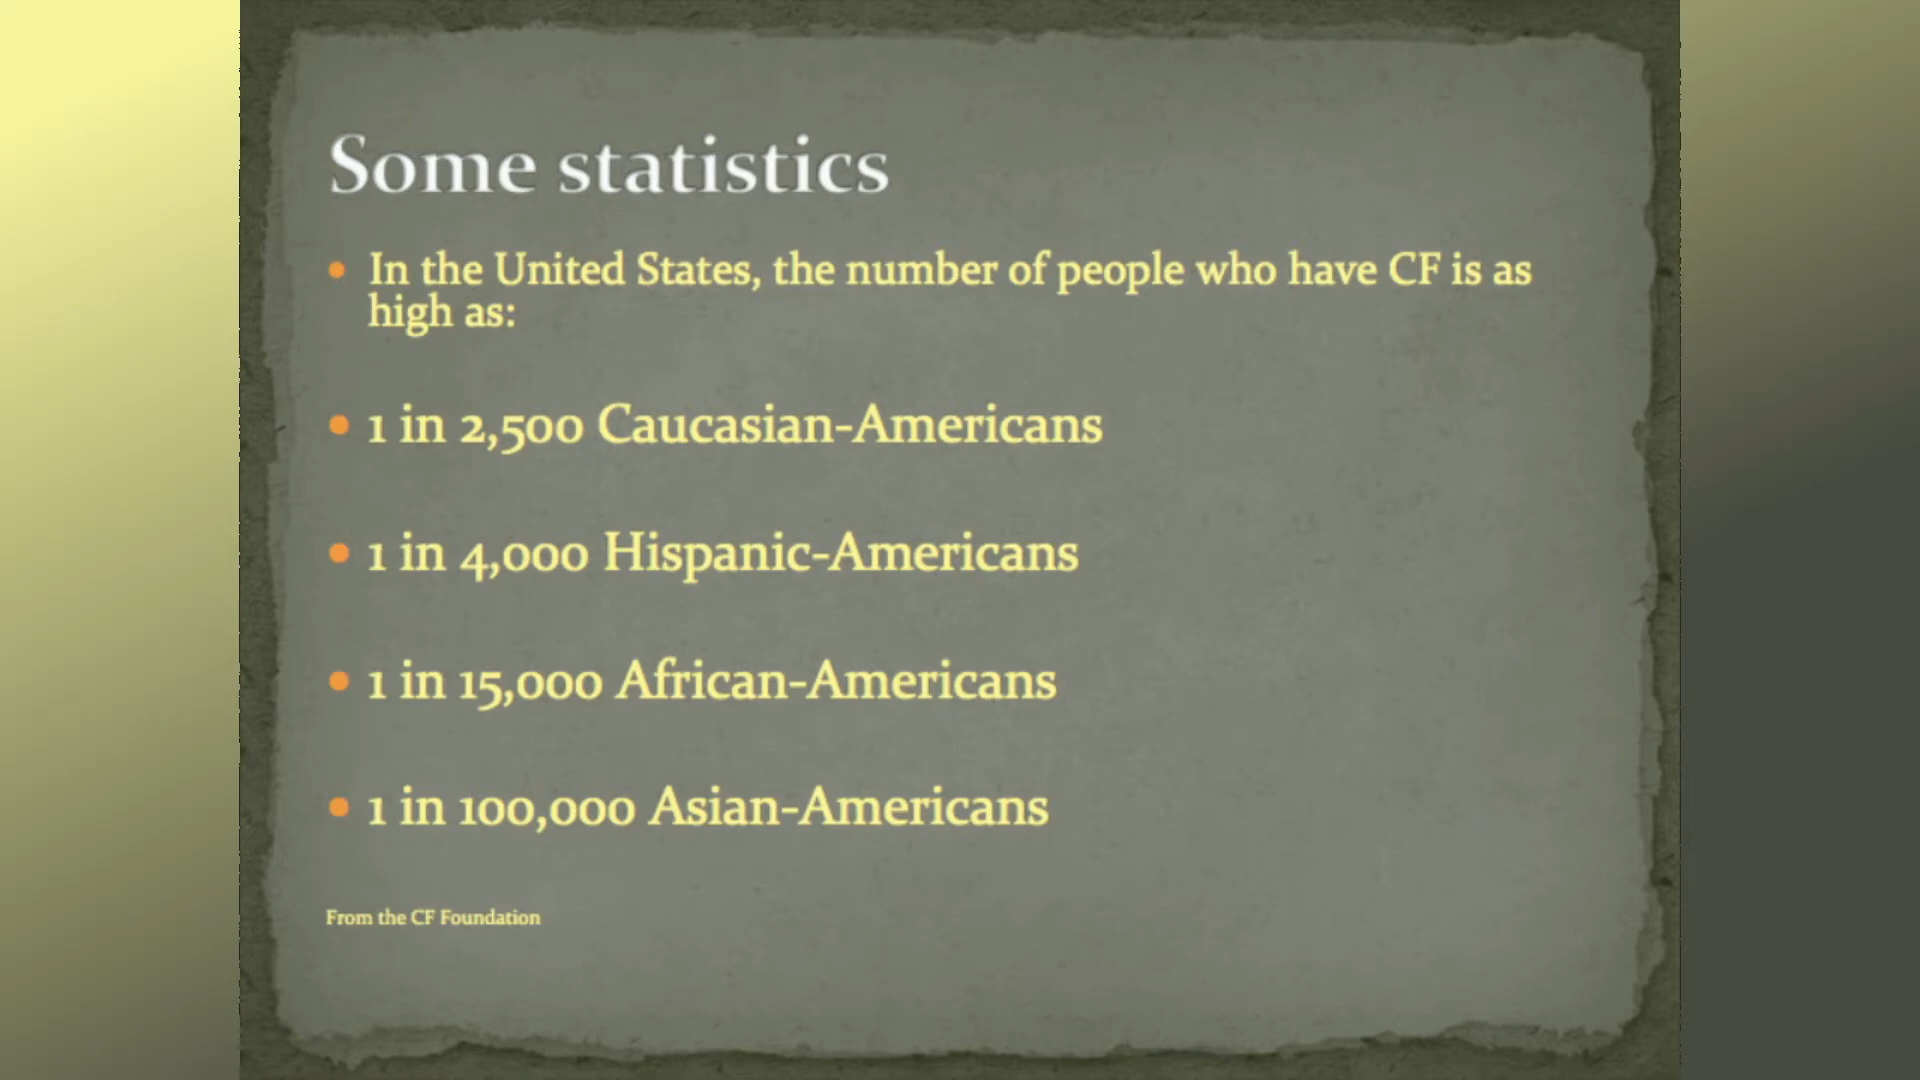 Some statistics
• In the United States, the number of people who have CF is as
high as:
• 1 in 2,500 Caucasian-Americans
• 1 in 4,000 Hispanic-Americans
• 1 in 15,000 African-Americans
• 1 in 100,000 Asian-Americans
From the CF Foundation